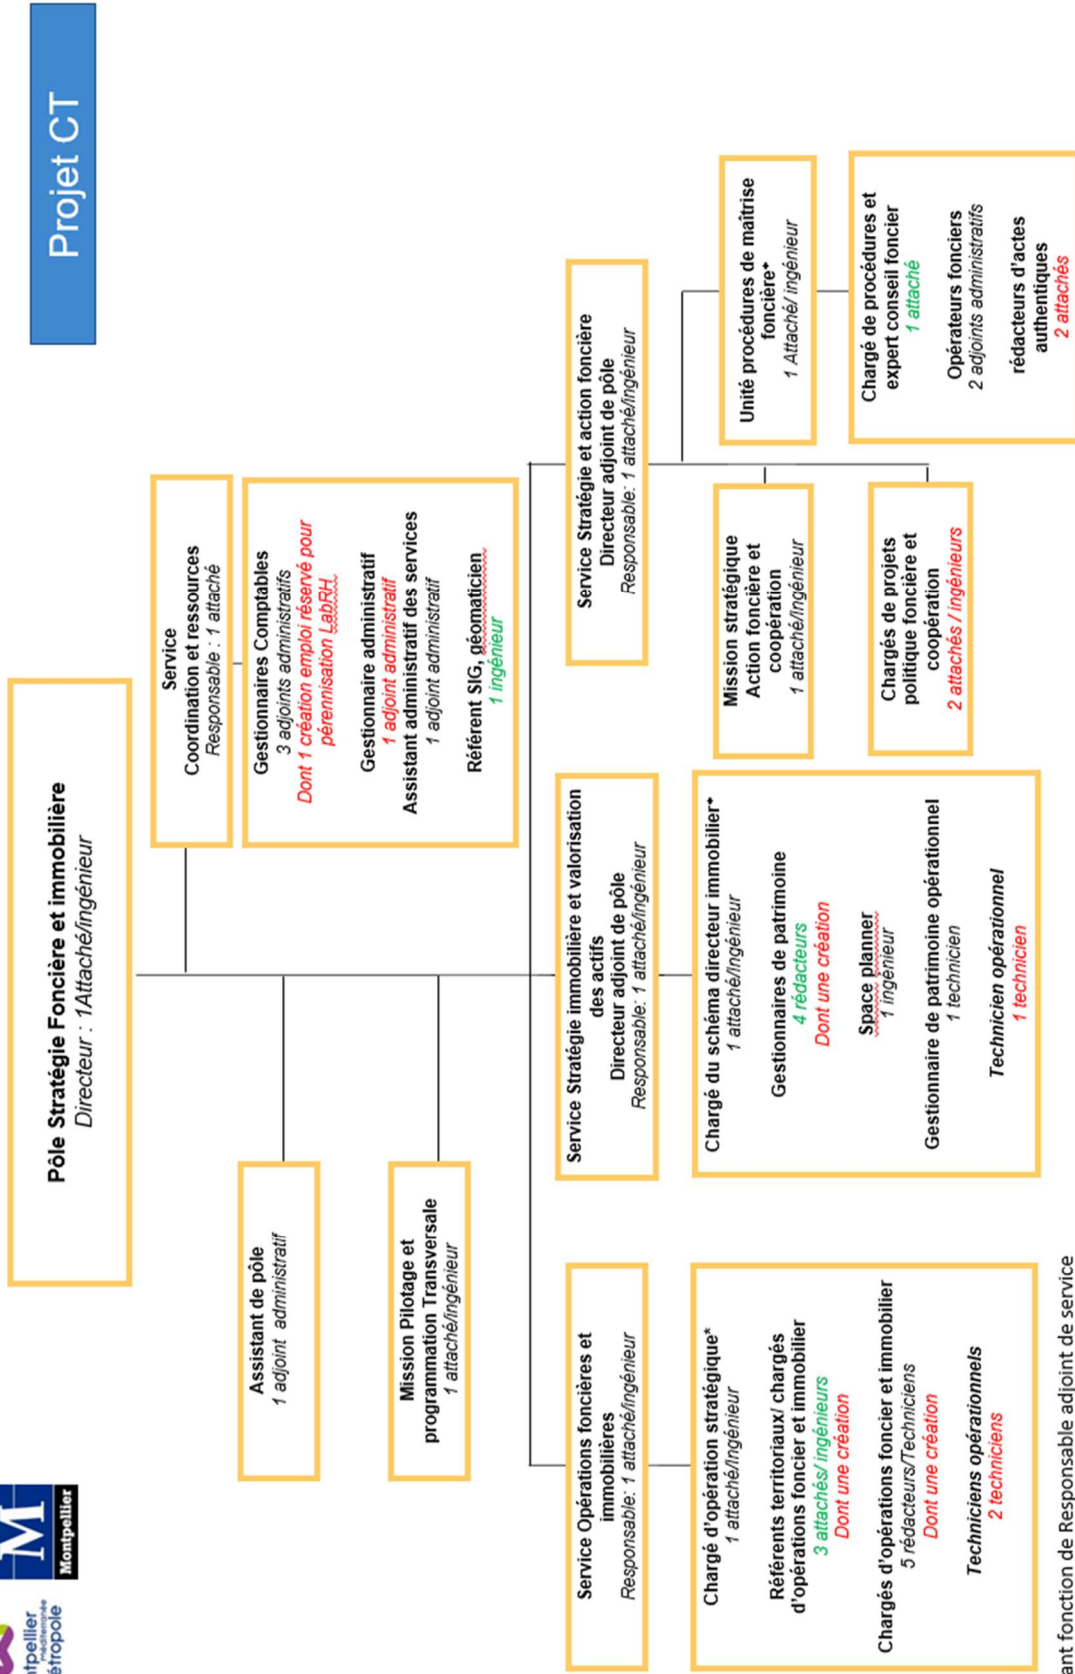 Projet CT
Montpellier
Méditerranée
M
Montpellier
Pôle Stratégie Foncière et immobilière
Directeur : 1Attaché/ingénieur
Service
Coordination et ressources
Responsable : 1 attaché
Gestionnaires Comptables
3 adjoints administratifs
Dont 1 création emploi réservé pour
pérennisation LabRH
Gestionnaire administratif
1 adjoint administratif
Assistant administratif des services
1 adjoint administratif
Référent SIG, géomaticien
1 ingénieur
Assistant de pôle
1 adjoint administratif
Mission Pilotage et
programmation Transversale
1 attaché/ingénieur
Service Opérations foncières et
immobilières
Responsable: 1 attaché/ingénieur
Chargé d'opération stratégique*
1 attaché/Ingénieur
Référents territoriaux/ chargés
d'opérations foncier et immobilier
3 attachés/ ingénieurs
Dont une création
Chargés d'opérations foncier et immobilier
5 rédacteurs/Techniciens
Dont une création
Techniciens opérationnels
2 techniciens
Service Stratégie immobilière et valorisation
des actifs
Directeur adjoint de pôle
Responsable: 1 attaché/ingénieur
Chargé du schéma directeur immobilier*
1 attaché/Ingénieur
Gestionnaires de patrimoine
4 rédacteurs
Dont une création
Space planner
1 ingénieur
Gestionnaire de patrimoine opérationnel
1 technicien
Technicien opérationnel
1 technicien
Service Stratégie et action foncière
Directeur adjoint de pôle
Responsable: 1 attaché/ingénieur
Mission stratégique
Action foncière et
coopération
1 attaché/Ingénieur
Chargés de projets
politique foncière et
coopération
2 attachés / ingénieurs
Unité procédures de maîtrise
foncière*
1 Attaché/ ingénieur
Chargé de procédures et
expert conseil foncier
1 attaché
Opérateurs fonciers
2 adjoints administratifs
rédacteurs d'actes
authentiques
2 attachés
fonction de Responsable adjoint de service